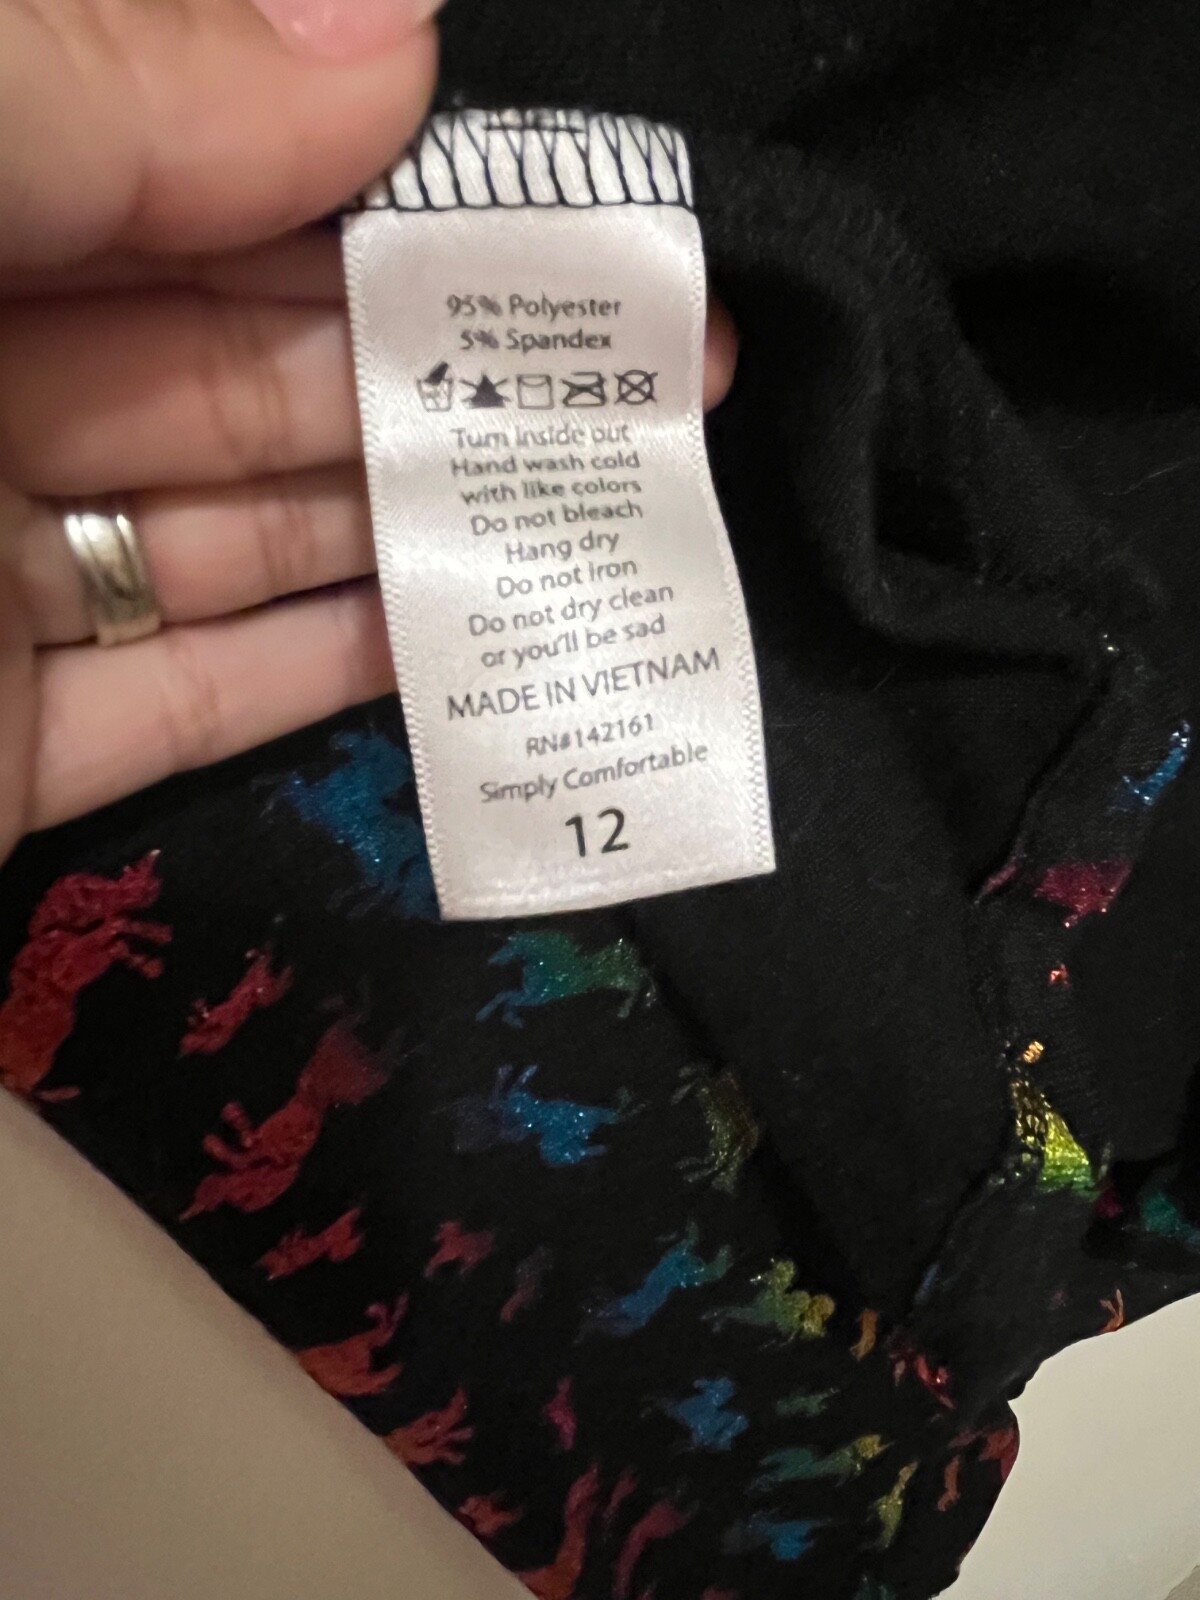 95% Polyester
5% Spandex
Turn inside out
Hand wash cold
with like colors
Do not bleach
Hang dry
Do not iron
Do not dry clean
or you'll be sad
MADE IN VIETNAM
RN#142161
Simply Comfortable
12